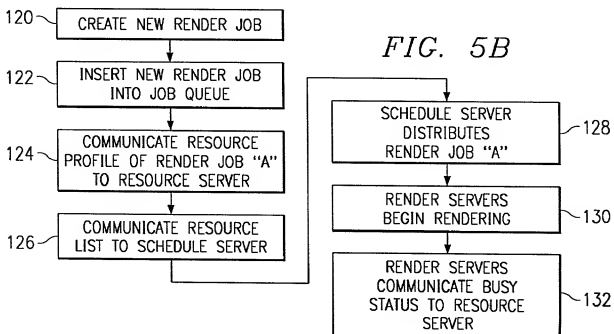 120
CREATE NEW RENDER JOB
122
INSERT NEW RENDER JOB
INTO JOB QUEUE
124
COMMUNICATE RESOURCE
PROFILE OF RENDER JOB "A"
TO RESOURCE SERVER
126
COMMUNICATE RESOURCE
LIST TO SCHEDULE SERVER
FIG. 5B
SCHEDULE SERVER
DISTRIBUTES
RENDER JOB "A"
128
RENDER SERVERS
BEGIN RENDERING
130
RENDER SERVERS
COMMUNICATE BUSY
STATUS TO RESOURCE
SERVER
132